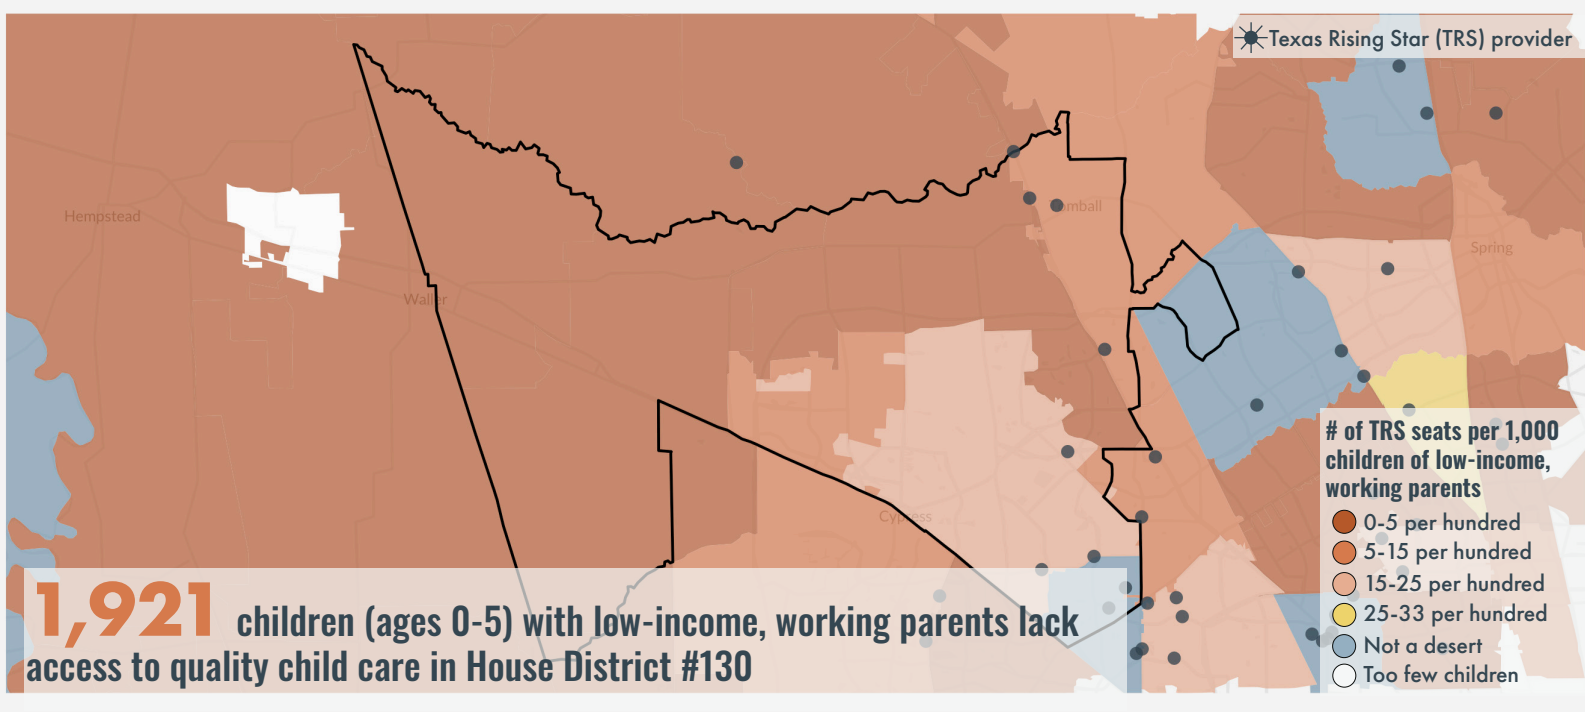 Texas Rising Star (TRS) provider
Hempstead
Waller
Spring
Cypress
# of TRS seats per 1,000
children of low-income,
working parents
0-5 per hundred
5-15 per hundred
15-25 per hundred
25-33 per hundred
Not a desert
Too few children
1,921 children (ages 0-5) with low-income, working parents lack
access to quality child care in House District #130